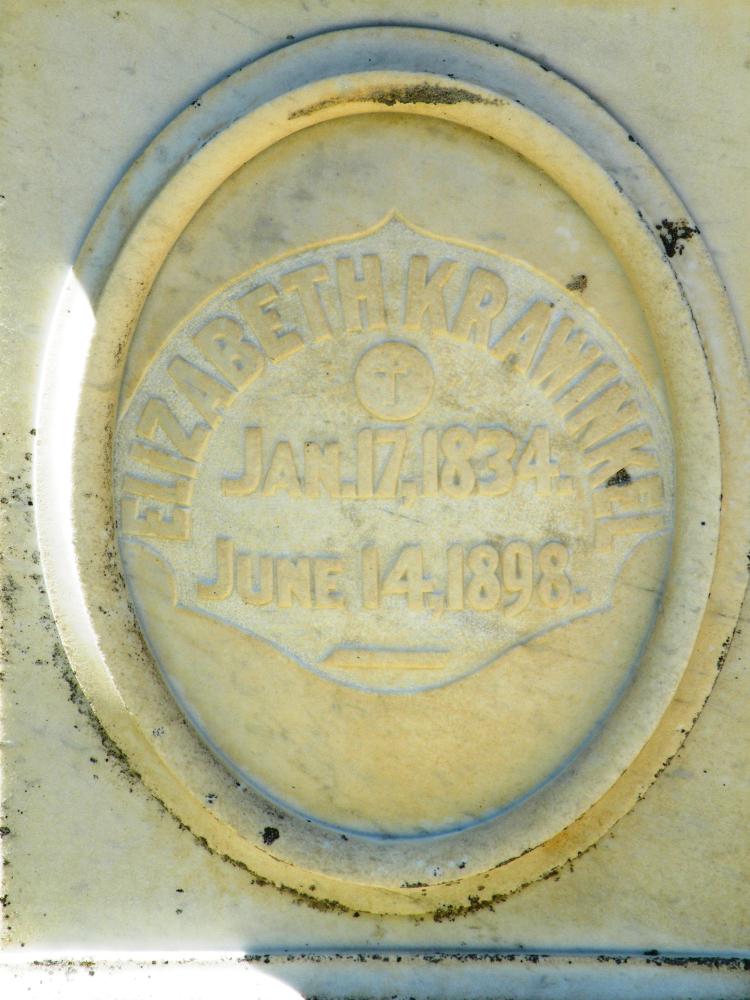 ELIZABETH KRAWINKEL
JAN. 17, 1834.
JUNE 14, 1898.